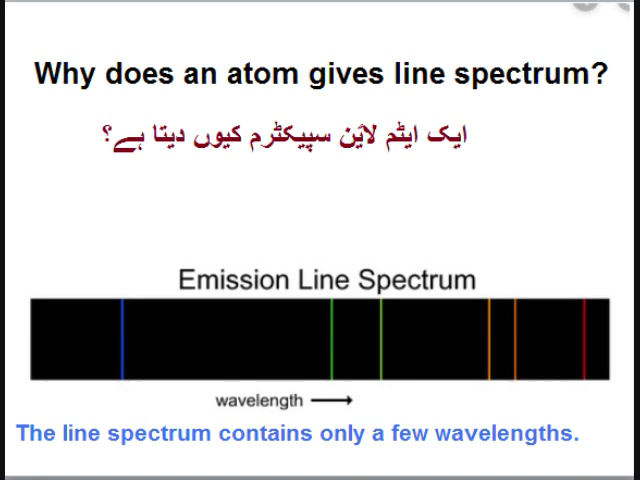 Why does an atom gives line spectrum?
ایک ایٹم لائن سپیکٹرم کیوں دیتا ہے؟
Emission Line Spectrum
wavelength
The line spectrum contains only a few wavelengths.